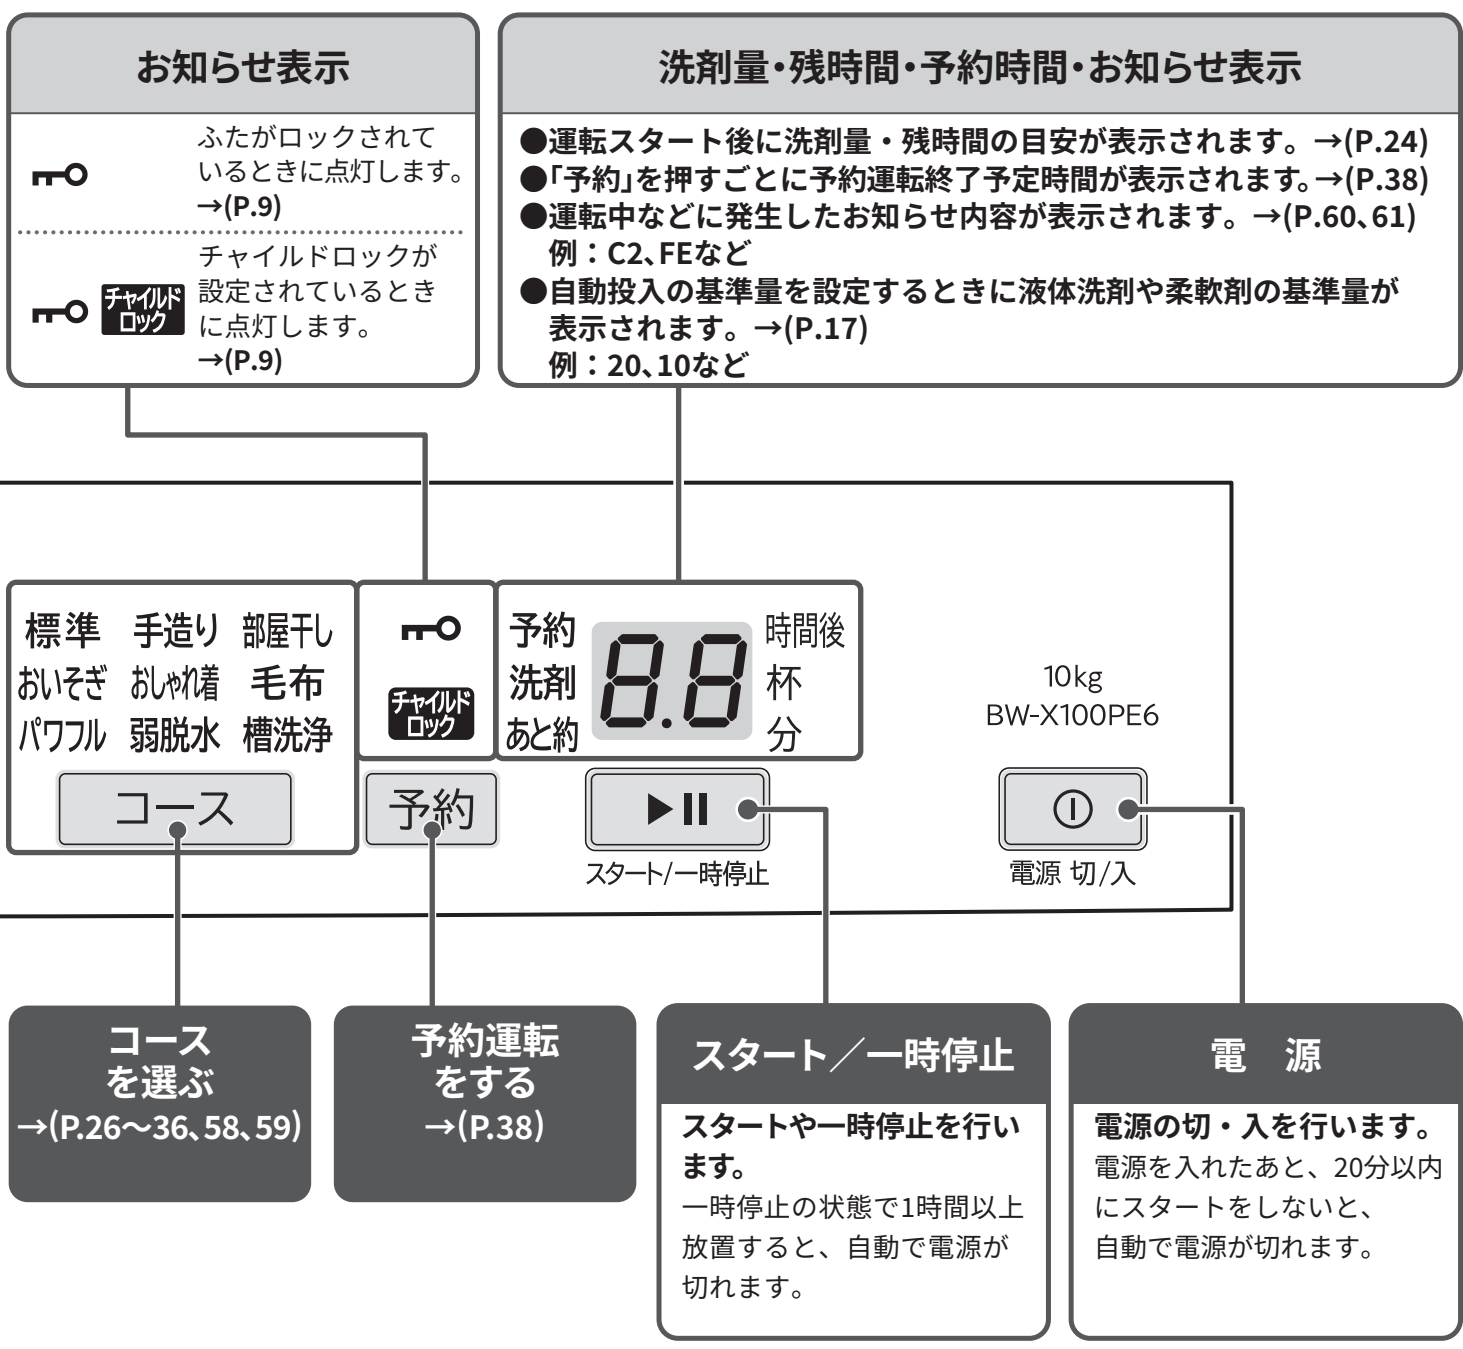 お知らせ表示
ふたがロックされて
いるときに点灯します。
→(P.9)
チャイルド
ロック
チャイルドロックが
設定されているとき
に点灯します。
→(P.9)
洗剤量・残時間・予約時間・お知らせ表示
●運転スタート後に洗剤量・残時間の目安が表示されます。→(P.24)
●「予約」を押すごとに予約運転終了予定時間が表示されます。→(P.38)
●運転中などに発生したお知らせ内容が表示されます。→(P.60、61)
例：C2、FEなど
●自動投入の基準量を設定するときに液体洗剤や柔軟剤の基準量が
表示されます。→(P.17)
例：20、10など
標準 手造り 部屋干し
おいそぎ おしゃれ着 毛布
パワフル 弱脱水 槽洗浄
コース
チャイルド
ロック
予約
予約 8.8 時間後
洗剤 杯
あと約 分
スタート/一時停止
10kg
BW-X100PE6
電源 切/入
コース
を選ぶ
→(P.26～36、58、59)
予約運転
をする
→(P.38)
スタート／一時停止
スタートや一時停止を行い
ます。
一時停止の状態で1時間以上
放置すると、自動で電源が
切れます。
電 源
電源の切・入を行います。
電源を入れたあと、20分以内
にスタートをしないと、
自動で電源が切れます。